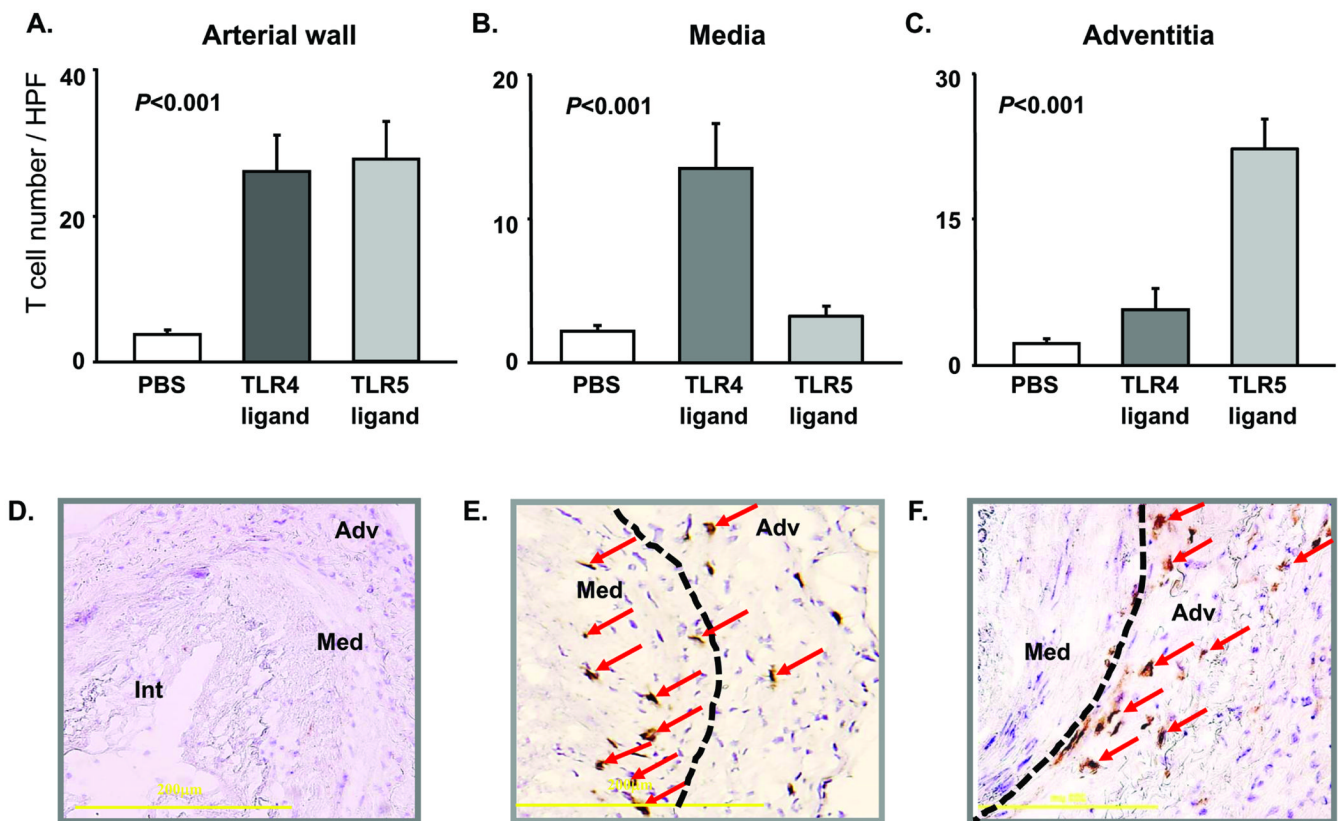 A. Arterial wall
B. Media
C. Adventitia
T cell number / HPF
40
20
0
P<0.001
PBS
TLR4 ligand
TLR5 ligand
20
10
0
P<0.001
PBS
TLR4 ligand
TLR5 ligand
30
15
0
P<0.001
PBS
TLR4 ligand
TLR5 ligand
D.
Adv
Med
Int
200µm
E.
Adv
Med
200µm
F.
Adv
Med